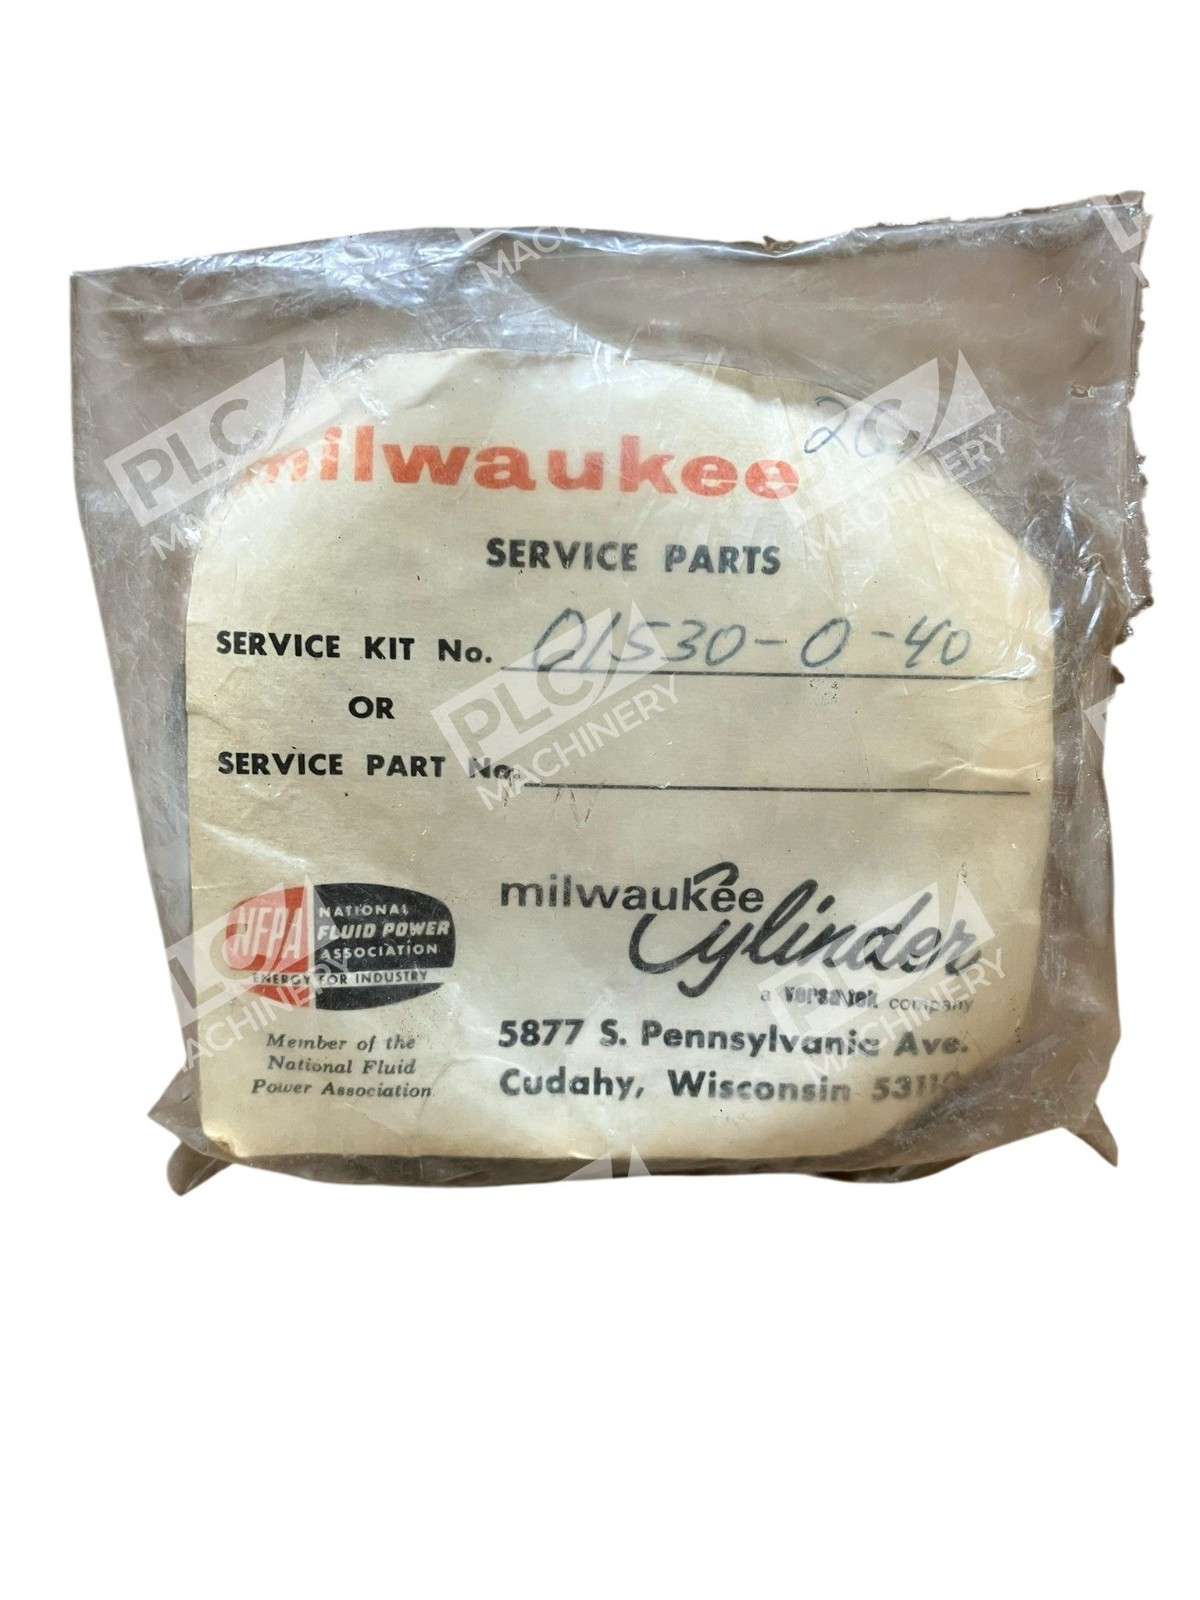 milwaukee
SERVICE PARTS
SERVICE KIT No. 01530-0-40
OR
SERVICE PART No.
NFPA
NATIONAL
FLUID POWER
ASSOCIATION
ENERGY FOR INDUSTRY
Member of the
National Fluid
Power Association
milwaukee
Cylinder
a versa/tek company
5877 S. Pennsylvania Ave.
Cudahy, Wisconsin
PLC
MACHINERY